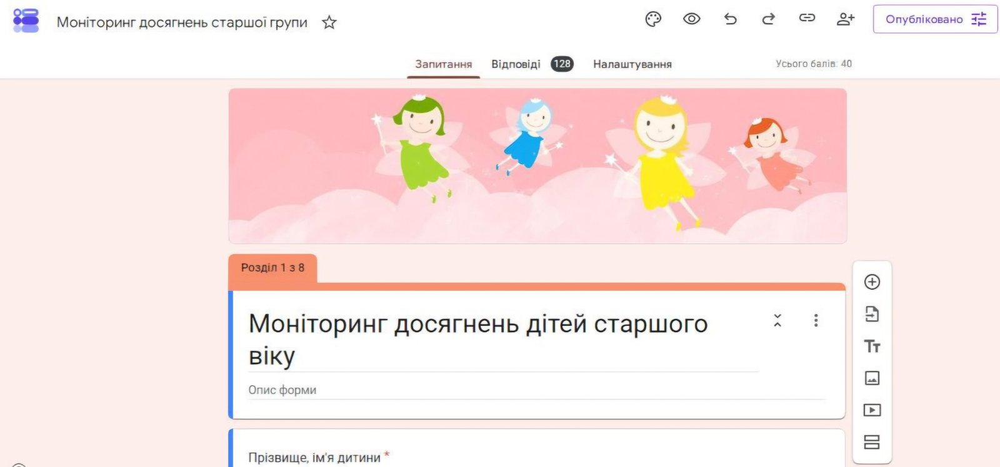 Моніторинг досягнень старшої групи
Опубліковано
Запитання Відповіді 128 Налаштування Усього балів: 40
Розділ 1 з 8
Моніторинг досягнень дітей старшого
віку
Опис форми
Прізвище, ім'я дитини *